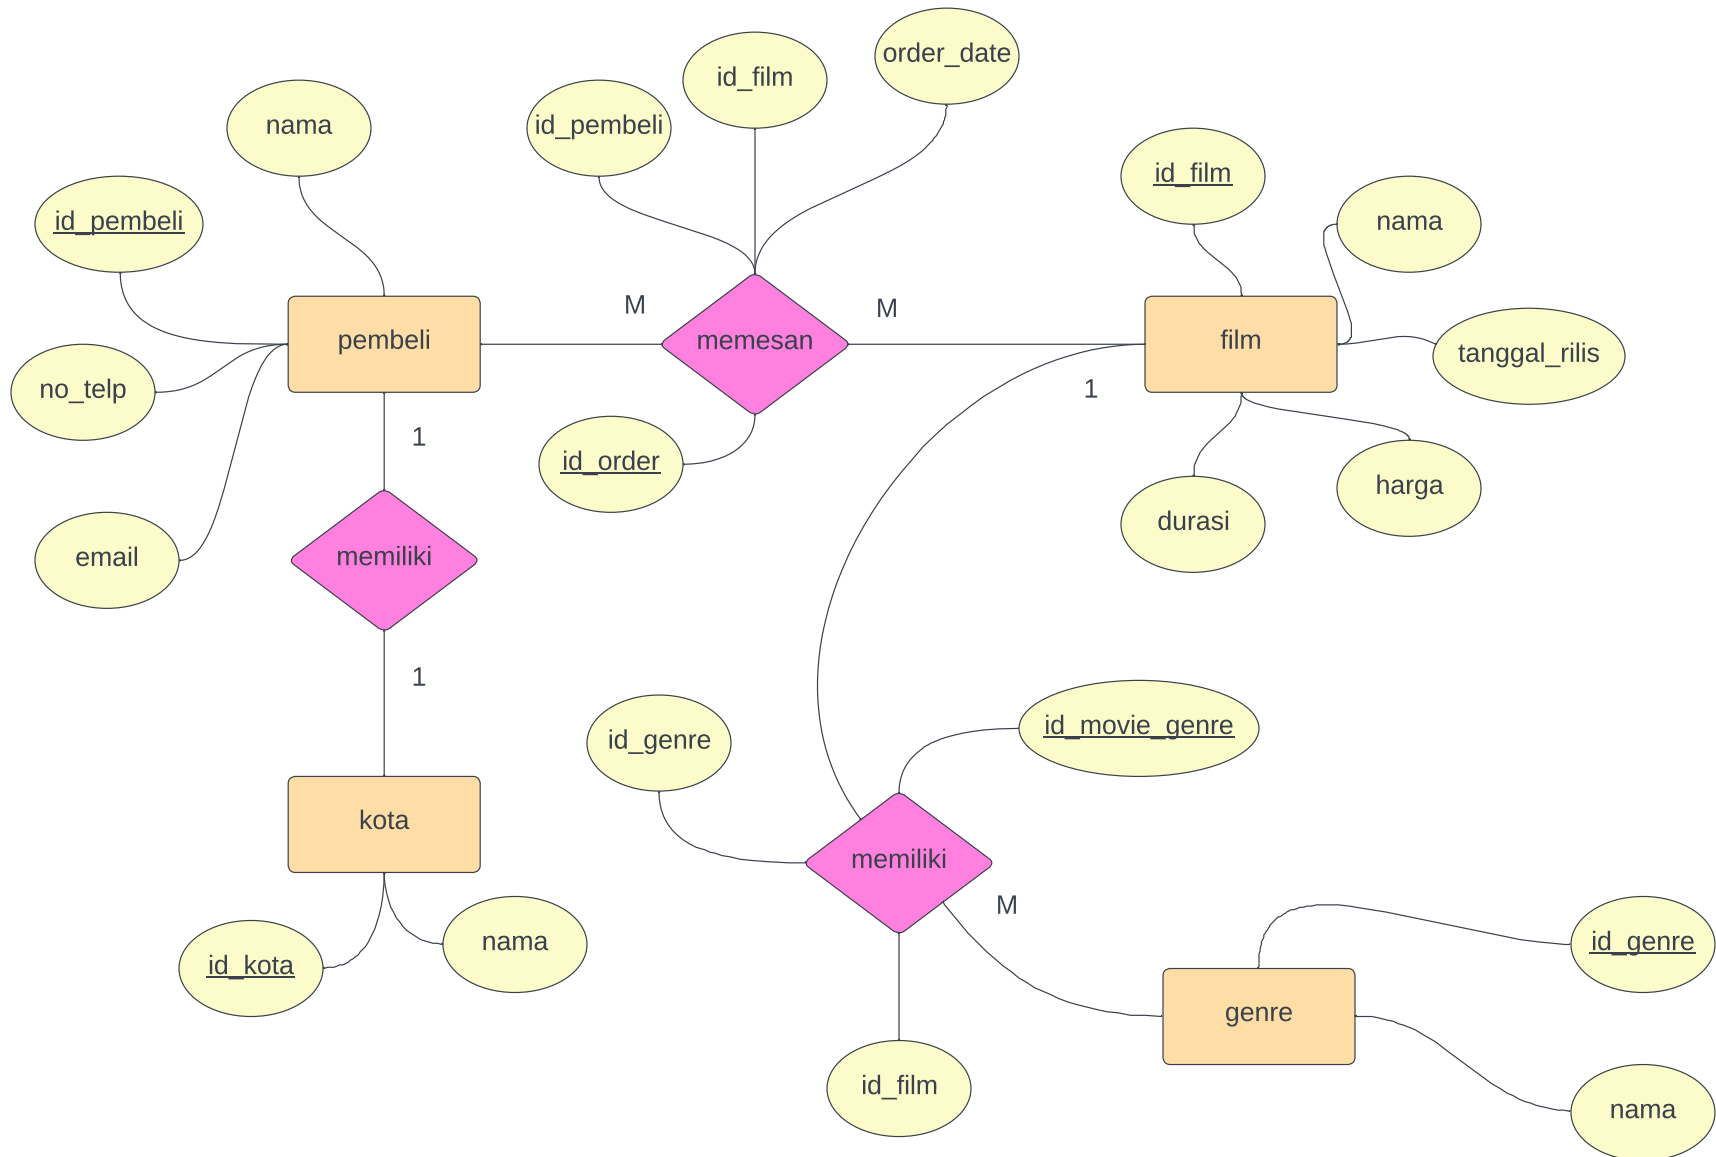 order_date
id_film
nama
id_pembeli
id_film
id_pembeli
nama
M
M
pembeli
memesan
film
tanggal_rilis
no_telp
1
1
id_order
harga
durasi
email
memiliki
1
id_genre
id_movie_genre
kota
memiliki
M
id_kota
nama
id_genre
genre
id_film
nama